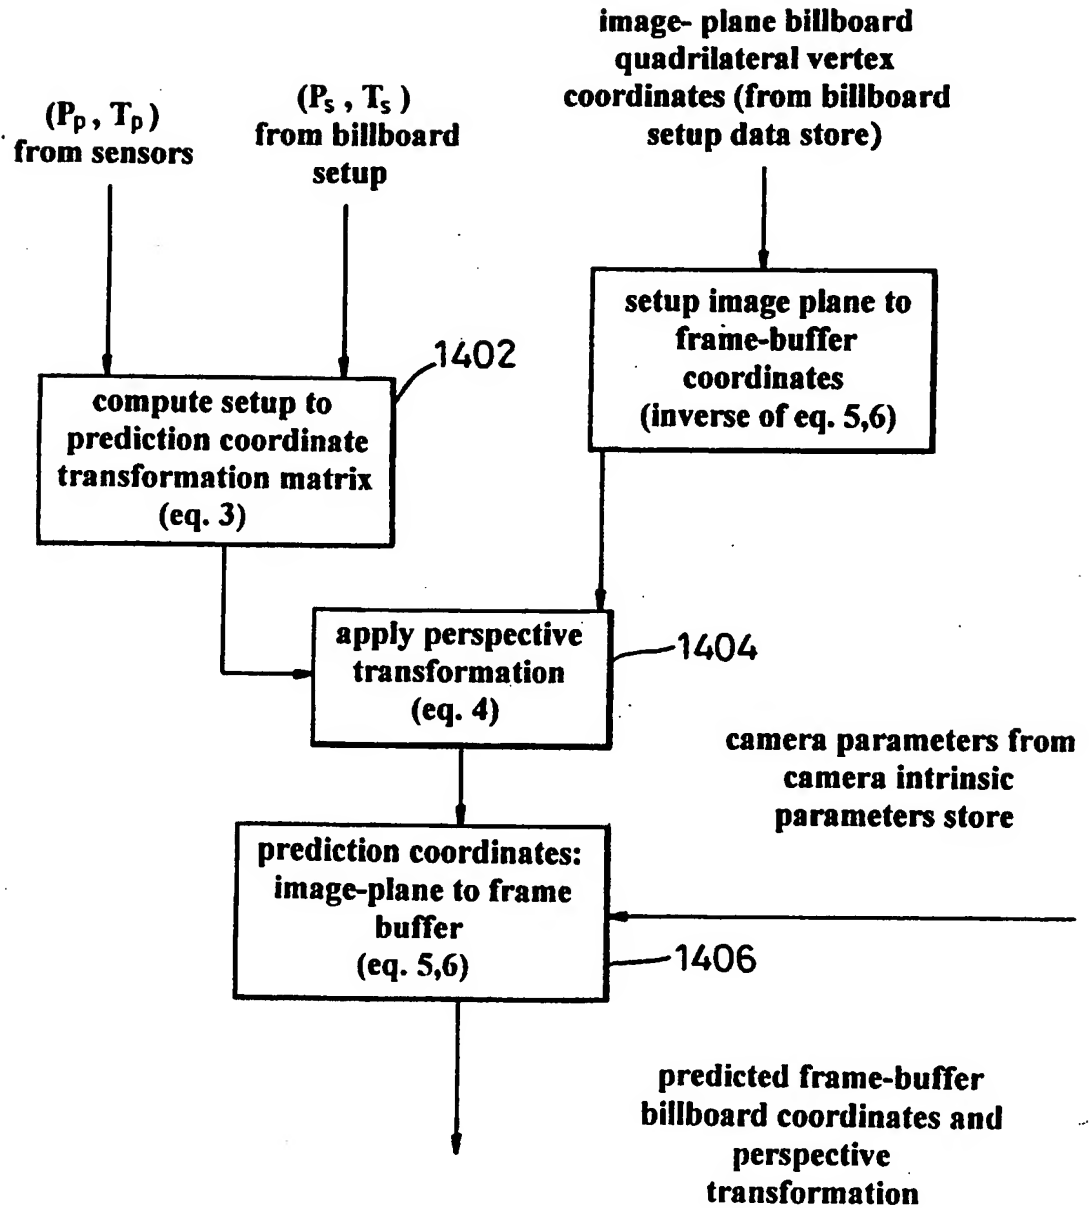 image- plane billboard
quadrilateral vertex
coordinates (from billboard
setup data store)
(Pp , Tp)
from sensors
(Ps , Ts)
from billboard
setup
setup image plane to
frame-buffer
coordinates
(inverse of eq. 5,6)
1402
compute setup to
prediction coordinate
transformation matrix
(eq. 3)
apply perspective
transformation
(eq. 4)
1404
camera parameters from
camera intrinsic
parameters store
prediction coordinates:
image-plane to frame
buffer
(eq. 5,6)
1406
predicted frame-buffer
billboard coordinates and
perspective
transformation